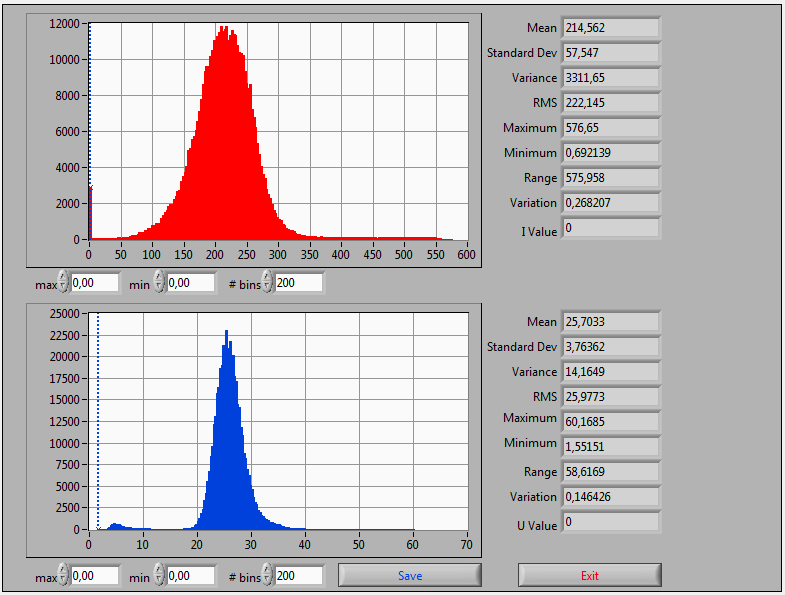 12000
10000
8000
6000
4000
2000
0
0 50 100 150 200 250 300 350 400 450 500 550 600
max 0,00 min 0,00 # bins 200
Mean 214,562
Standard Dev 57,547
Variance 3311,65
RMS 222,145
Maximum 576,65
Minimum 0,692139
Range 575,958
Variation 0,268207
I Value 0
25000
22500
20000
17500
15000
12500
10000
7500
5000
2500
0
0 10 20 30 40 50 60 70
max 0,00 min 0,00 # bins 200
Mean 25,7033
Standard Dev 3,76362
Variance 14,1649
RMS 25,9773
Maximum 60,1685
Minimum 1,55151
Range 58,6169
Variation 0,146426
U Value 0
Save
Exit